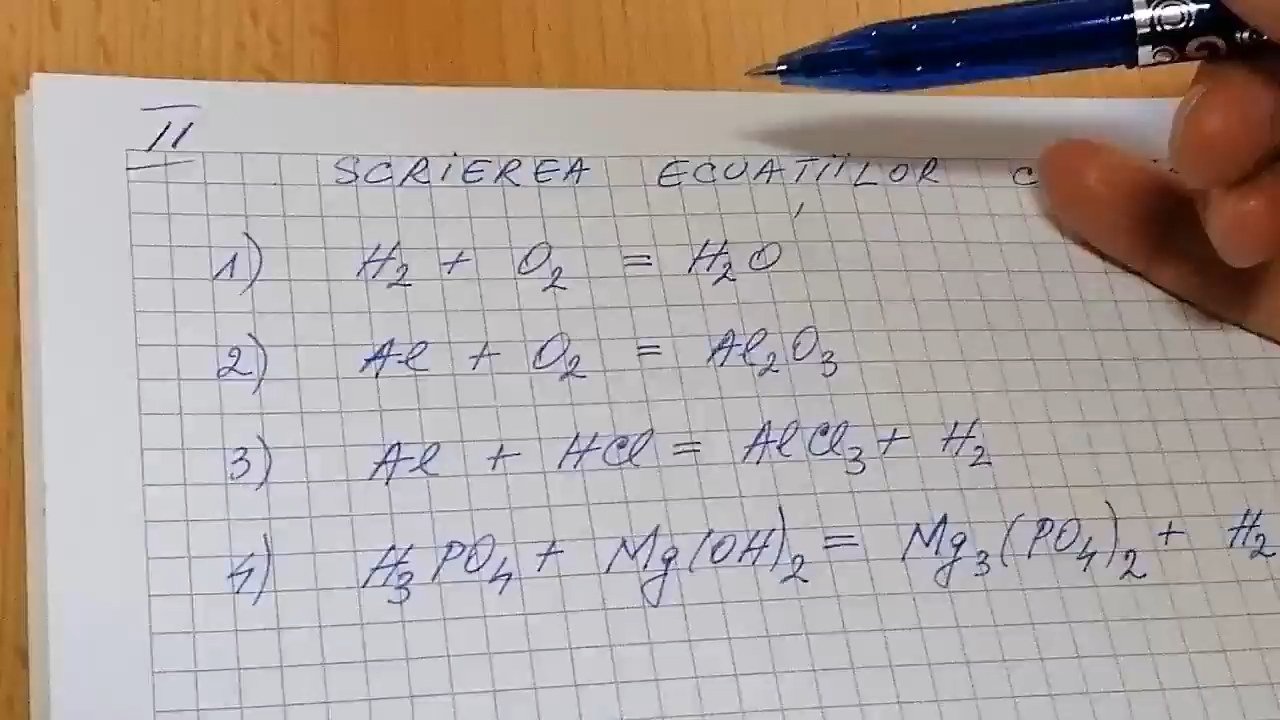 II
SCRIEREA ECUAȚIILOR
1) H₂ + O₂ = H₂O
2) Al + O₂ = Al₂O₃
3) Al + HCl = AlCl₃ + H₂
4) H₃PO₄ + Mg(OH)₂ = Mg₃(PO₄)₂ + H₂